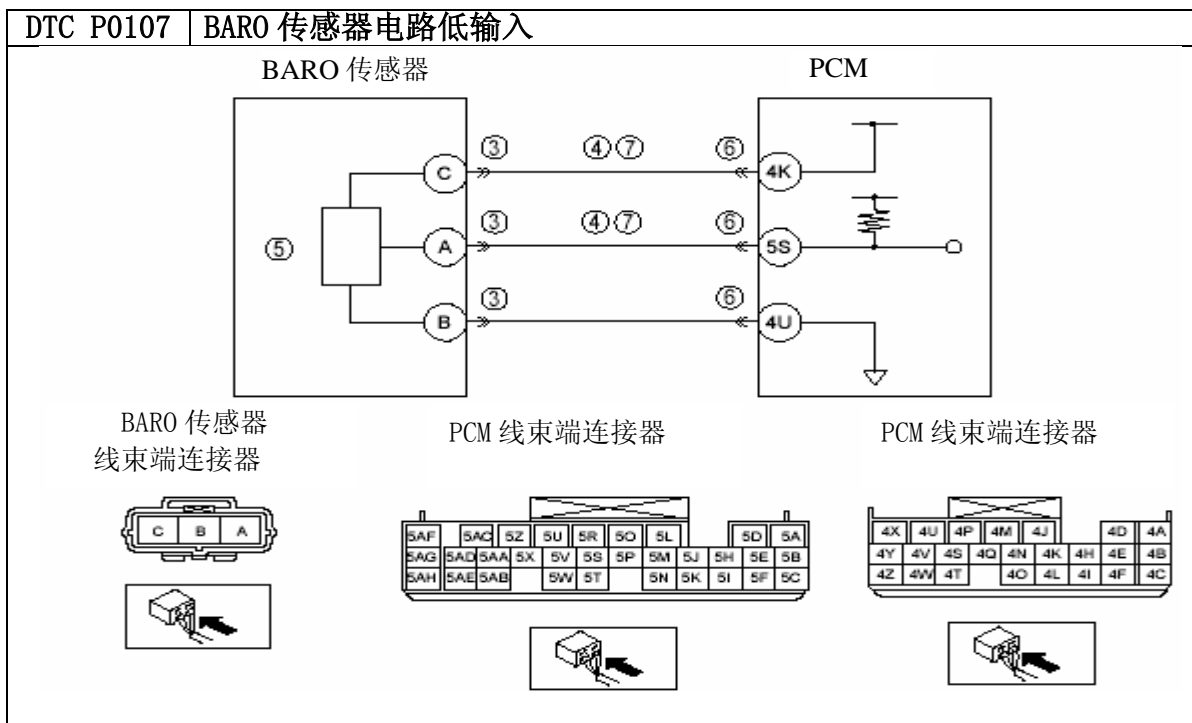 DTC P0107 BARO 传感器电路低输入
BARO 传感器 PCM
C ③ ④⑦ ⑥ 4K
⑤ A ③ ④⑦ ⑥ 5S
B ③ ⑥ 4U
BARO 传感器
线束端连接器
PCM 线束端连接器
PCM 线束端连接器
C B A
5AF 5AC 5Z 5U 5R 5O 5L 5D 5A
5AG 5AD 5AA 5X 5V 5S 5P 5M 5J 5H 5E 5B
5AH 5AE 5AB 5W 5T 5N 5K 5I 5F 5C
4X 4U 4P 4M 4J 4D 4A
4Y 4V 4S 4Q 4N 4K 4H 4E 4B
4Z 4W 4T 4O 4L 4I 4F 4C